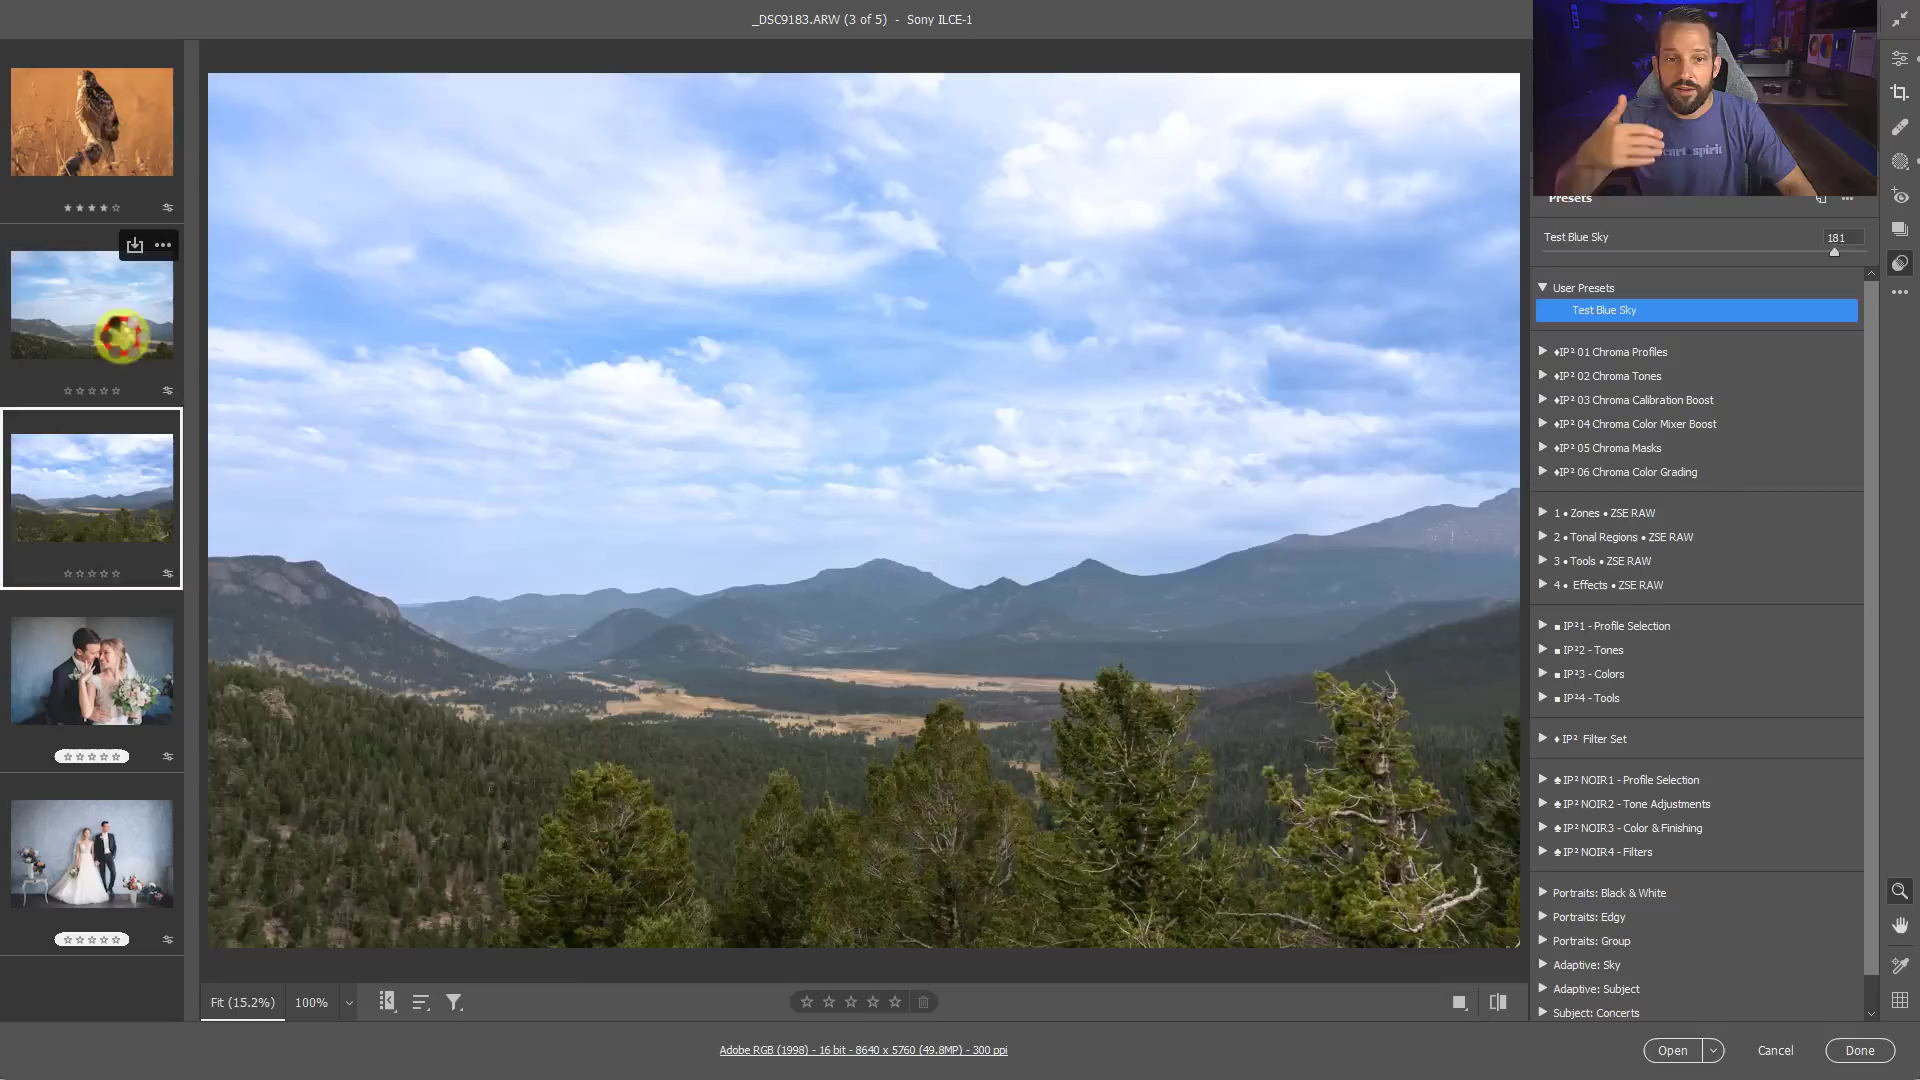 _DSC9183.ARW (3 of 5) - Sony ILCE-1
Presets
Test Blue Sky 181
User Presets
Test Blue Sky
♦IP² 01 Chroma Profiles
♦IP² 02 Chroma Tones
♦IP² 03 Chroma Calibration Boost
♦IP² 04 Chroma Color Mixer Boost
♦IP² 05 Chroma Masks
♦IP² 06 Chroma Color Grading
1 • Zones • ZSE RAW
2 • Tonal Regions • ZSE RAW
3 • Tools • ZSE RAW
4 • Effects • ZSE RAW
■ IP²1 - Profile Selection
■ IP²2 - Tones
■ IP²3 - Colors
■ IP²4 - Tools
♦ IP² Filter Set
♣ IP² NOIR1 - Profile Selection
♣ IP² NOIR2 - Tone Adjustments
♣ IP² NOIR3 - Color & Finishing
♣ IP² NOIR4 - Filters
Portraits: Black & White
Portraits: Edgy
Portraits: Group
Adaptive: Sky
Adaptive: Subject
Subject: Concerts
Fit (15.2%) 100%
Adobe RGB (1998) - 16 bit - 8640 x 5760 (49.8MP) - 300 ppi
Open Cancel Done